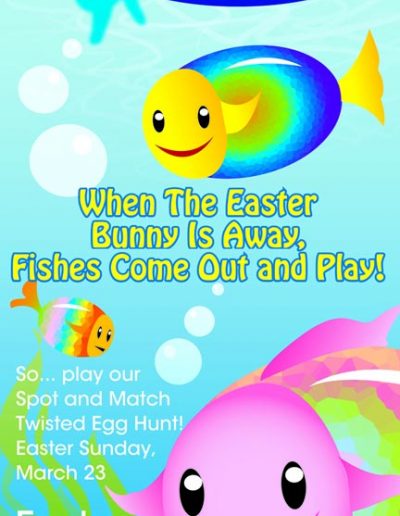 When The Easter
Bunny Is Away,
Fishes Come Out and Play!
So... play our
Spot and Match
Twisted Egg Hunt!
Easter Sunday,
March 23